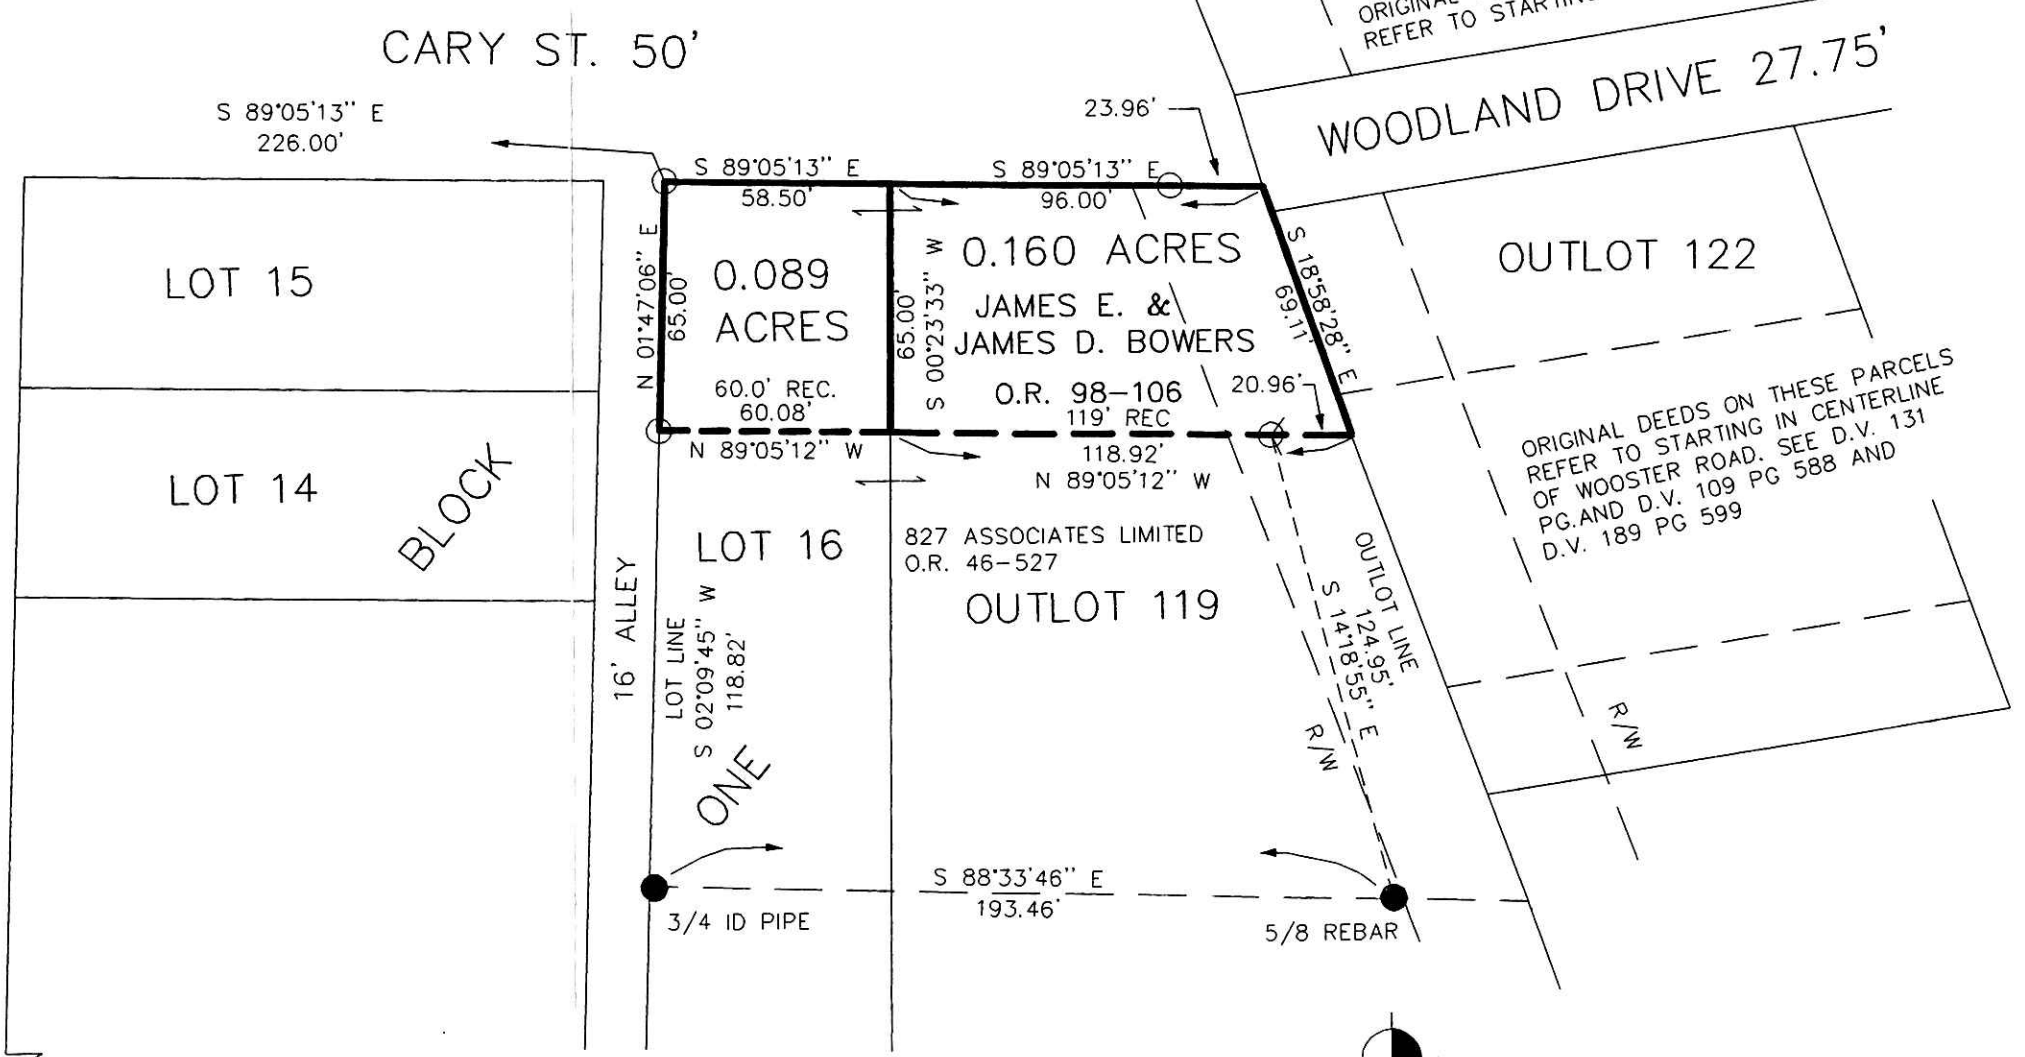 ORIGINAL
REFER TO STARTING
CARY ST. 50'
WOODLAND DRIVE 27.75'
S 89°05'13" E
226.00'
23.96'
S 89°05'13" E
58.50'
S 89°05'13" E
96.00'
LOT 15
N 01°47'06" E
65.00'
0.089
ACRES
60.0' REC.
60.08'
N 89°05'12" W
65.00'
S 00°23'33" W
0.160 ACRES
JAMES E. &
JAMES D. BOWERS
O.R. 98-106
119' REC
118.92'
N 89°05'12" W
20.96'
S 18°58'28" E
69.11'
OUTLOT 122
ORIGINAL DEEDS ON THESE PARCELS
REFER TO STARTING IN CENTERLINE
OF WOOSTER ROAD. SEE D.V. 131
PG.AND D.V. 109 PG 588 AND
D.V. 189 PG 599
LOT 14
BLOCK
LOT 16
827 ASSOCIATES LIMITED
O.R. 46-527
OUTLOT 119
16' ALLEY
LOT LINE
S 02°09'45" W
118.82'
ONE
OUTLOT LINE
124.95'
S 14°18'55" E
R/W
R/W
S 88°33'46" E
193.46'
3/4 ID PIPE
5/8 REBAR